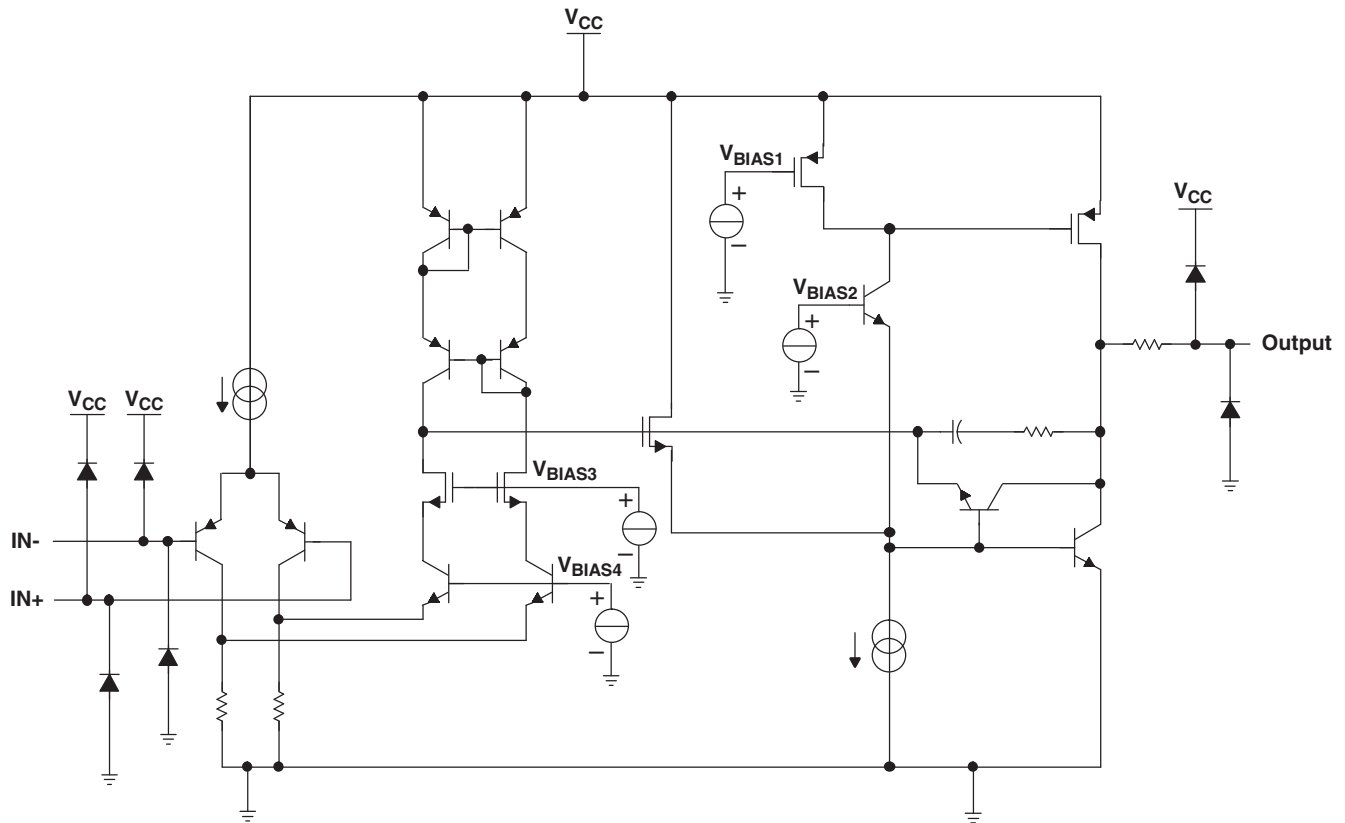 VCC
VBIAS1
VCC
VBIAS2
Output
VCC
VCC
VBIAS3
IN-
VBIAS4
IN+